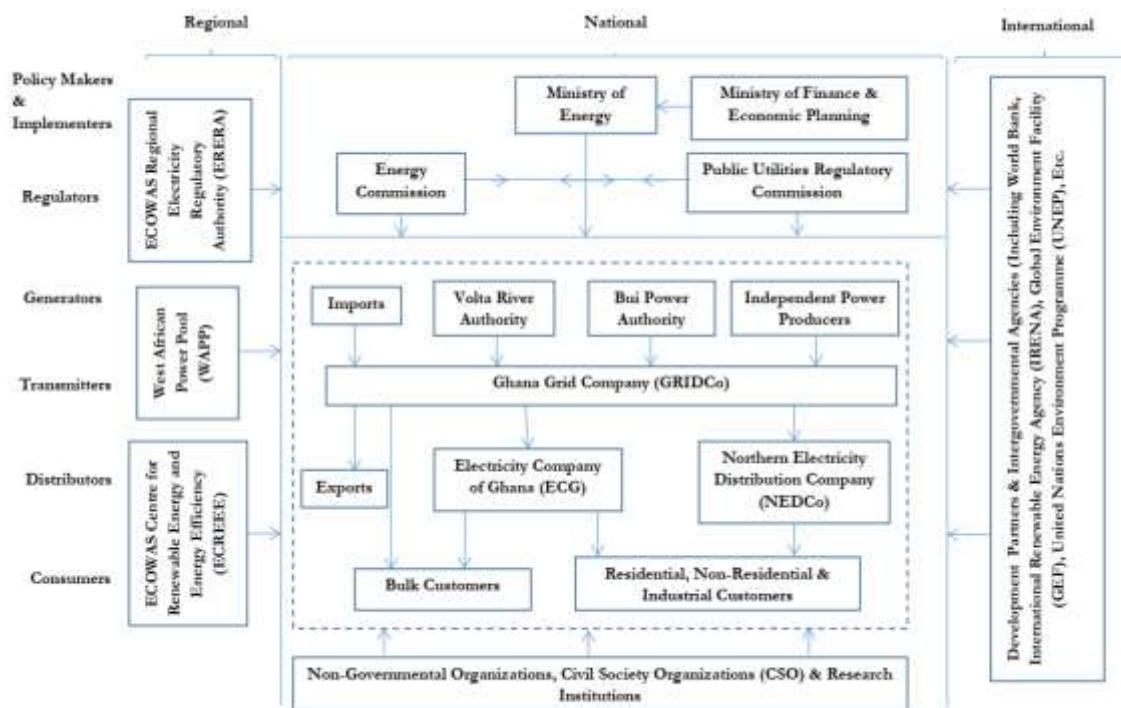 Regional
National
International
Policy Makers
&
Implementers
Regulators
Generators
Transmitters
Distributors
Consumers
ECOWAS Regional
Electricity
Regulatory
Authority (ERERA)
West African
Power Pool
(WAPP)
ECOWAS Centre for
Renewable Energy and
Energy Efficiency
(ECREEE)
Ministry of
Energy
Ministry of Finance &
Economic Planning
Energy
Commission
Public Utilities Regulatory
Commission
Imports
Volta River
Authority
Bui Power
Authority
Independent Power
Producers
Ghana Grid Company (GRIDCo)
Exports
Electricity Company
of Ghana (ECG)
Northern Electricity
Distribution Company
(NEDCo)
Bulk Customers
Residential, Non-Residential &
Industrial Customers
Non-Governmental Organizations, Civil Society Organizations (CSO) & Research
Institutions
Development Partners & Intergovernmental Agencies (Including World Bank,
International Renewable Energy Agency (IRENA), Global Environment Facility
(GEF), United Nations Environment Programme (UNEP), Etc.